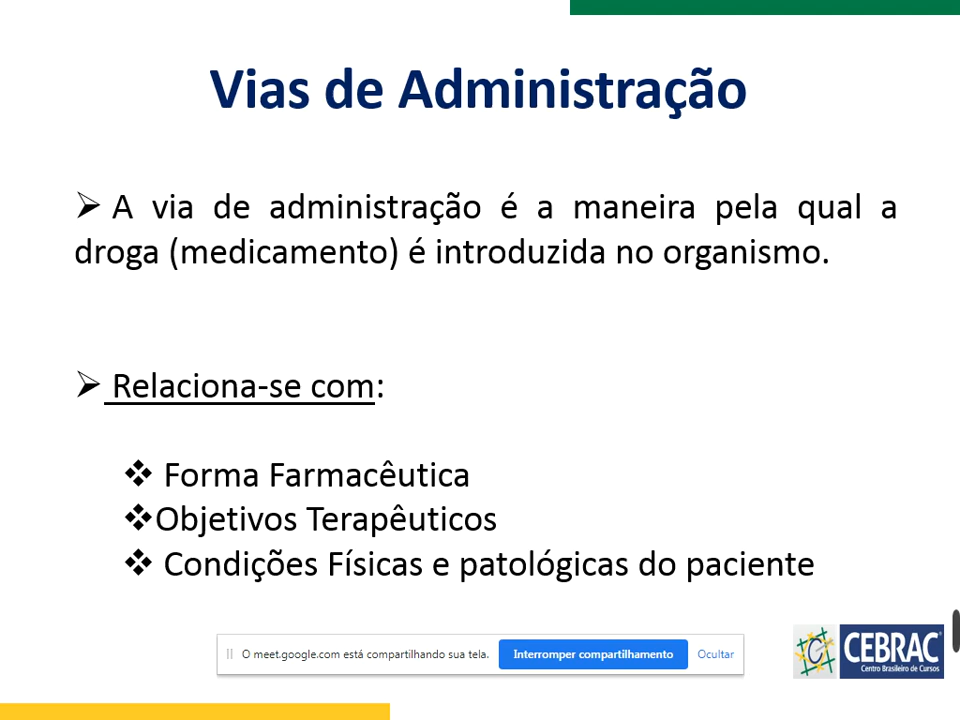 Vias de Administração
➢ A via de administração é a maneira pela qual a
droga (medicamento) é introduzida no organismo.
➢ Relaciona-se com:
❖ Forma Farmacêutica
❖Objetivos Terapêuticos
❖ Condições Físicas e patológicas do paciente
O meet.google.com está compartilhando sua tela. Interromper compartilhamento Ocultar
CEBRAC
Centro Brasileiro de Cursos